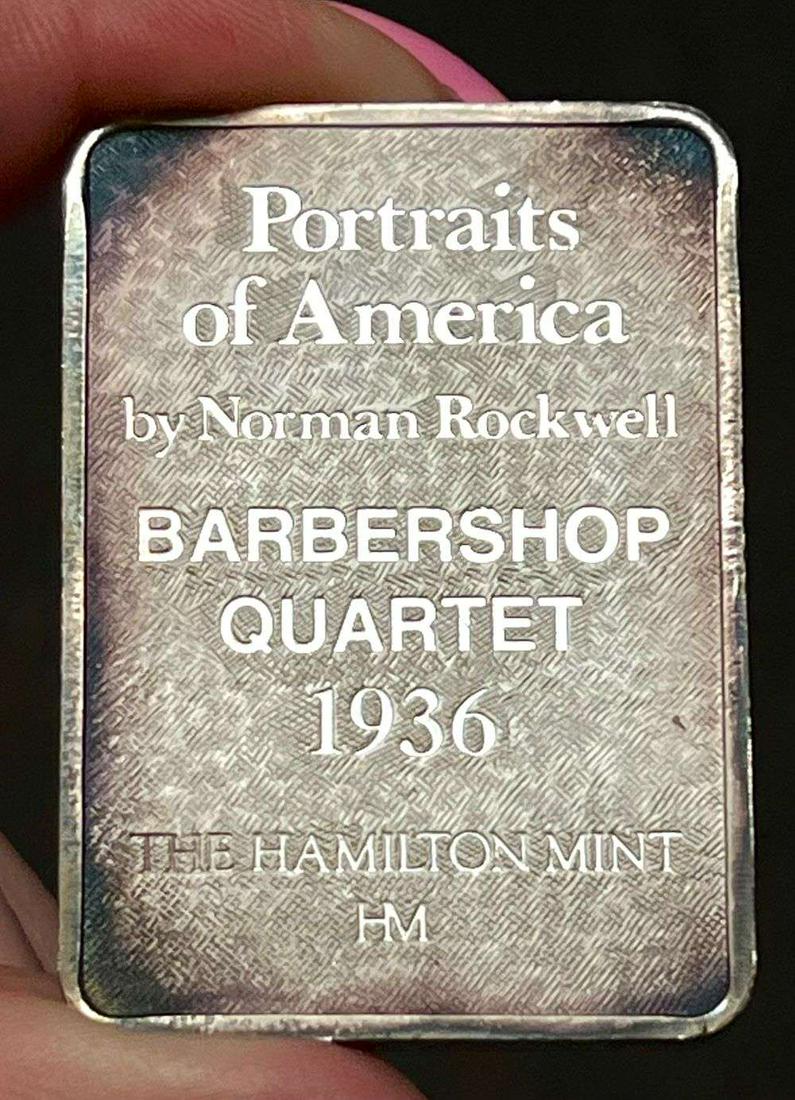 Portraits
of America
by Norman Rockwell
BARBERSHOP
QUARTET
1936
THE HAMILTON MINT
HM